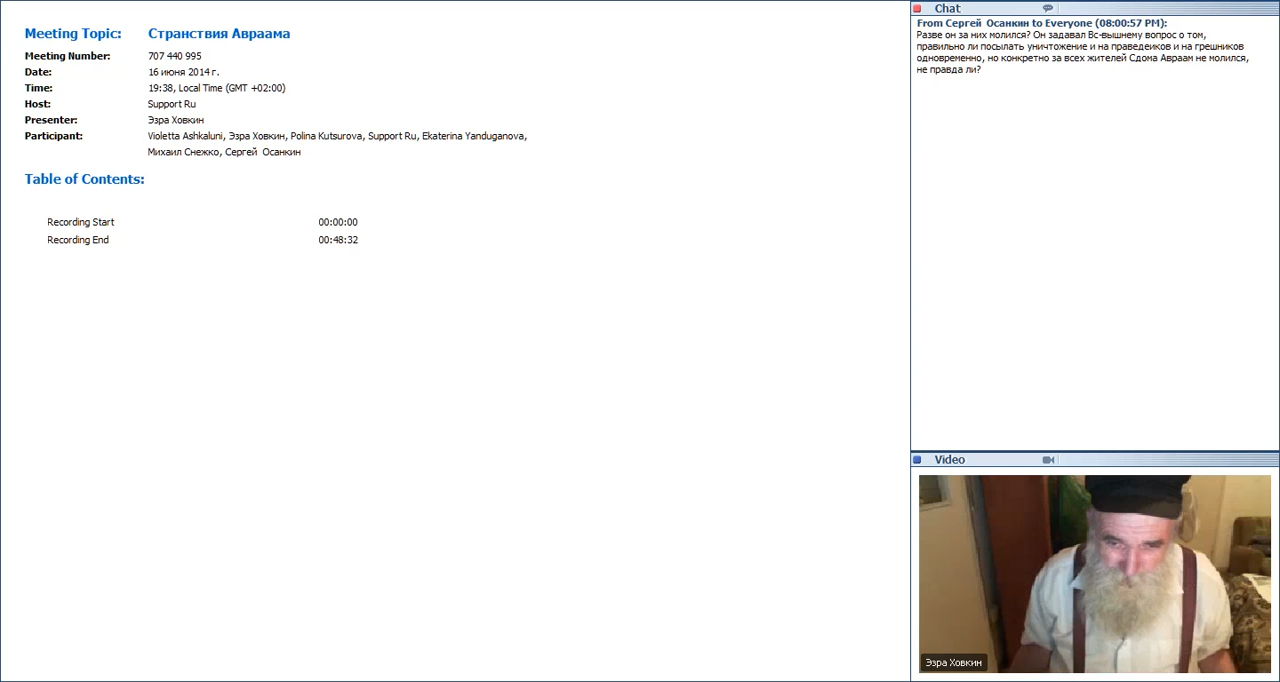 Meeting Topic: Странствия Авраама
Meeting Number: 707 440 995
Date: 16 июня 2014 г.
Time: 19:38, Local Time (GMT +02:00)
Host: Support Ru
Presenter: Эзра Ховкин
Participant: Violetta Ashkaluni, Эзра Ховкин, Polina Kutsurova, Support Ru, Ekaterina Yanduganova,
Михаил Снежко, Сергей Осанкин
Table of Contents:
Recording Start 00:00:00
Recording End 00:48:32
Chat
From Сергей Осанкин to Everyone (08:00:57 PM):
Разве он за них молился? Он задавал Вс-вышнему вопрос о том,
правильно ли посылать уничтожение и на праведеиков и на грешников
одновременно, но конкретно за всех жителей Сдома Авраам не молился,
не правда ли?
Video
Эзра Ховкин